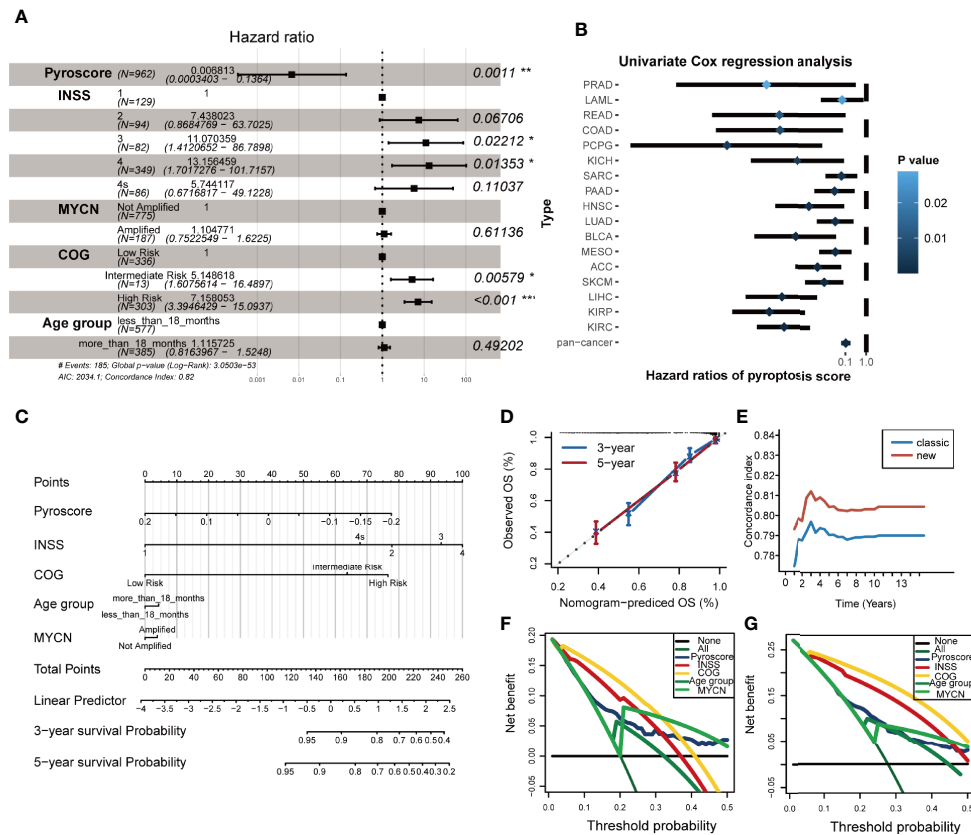 A
Hazard ratio
Pyroscore (N=962) 0.006813 (0.0003403 − 0.1364) 0.0011 **
INSS 1 (N=129) 1
2 (N=94) 7.438023 (0.8684769 − 63.7025) 0.06706
3 (N=82) 11.070359 (1.4120652 − 86.7898) 0.02212 *
4 (N=349) 13.156459 (1.7017276 − 101.7157) 0.01353 *
4s (N=86) 5.744117 (0.6716817 − 49.1228) 0.11037
MYCN Not Amplified (N=775) 1
Amplified (N=187) 1.104771 (0.7522549 − 1.6225) 0.61136
COG Low Risk (N=336) 1
Intermediate Risk (N=13) 5.148618 (1.6075614 − 16.4897) 0.00579 *
High Risk (N=303) 7.158053 (3.3946429 − 15.0937) <0.001 ***
Age group less_than_18_months (N=577)
more_than_18_months (N=385) 1.115725 (0.8163967 − 1.5248) 0.49202
# Events: 185; Global p−value (Log−Rank): 3.0503e−53
AIC: 2034.1; Concordance Index: 0.82
0.001 0.01 0.1 1 10 100
B
Univariate Cox regression analysis
Type
PRAD
LAML
READ
COAD
PCPG
KICH
SARC
PAAD
HNSC
LUAD
BLCA
MESO
ACC
SKCM
LIHC
KIRP
KIRC
pan−cancer
0.1 1.0
Hazard ratios of pyroptosis score
P value
0.02
0.01
C
Points 0 10 20 30 40 50 60 70 80 90 100
Pyroscore 0.2 0.1 0 −0.1 −0.15 −0.2
INSS 1 4s 2 3 4
COG Low Risk Intermediate Risk High Risk
Age group more_than_18_months less_than_18_months
MYCN Amplified Not Amplified
Total Points 0 20 40 60 80 100 120 140 160 180 200 220 240 260
Linear Predictor −4 −3.5 −3 −2.5 −2 −1.5 −1 −0.5 0 0.5 1 1.5 2 2.5
3−year survival Probability 0.95 0.9 0.8 0.7 0.6 0.5 0.4
5−year survival Probability 0.95 0.9 0.8 0.7 0.6 0.5 0.4 0.3 0.2
D
Observed OS (%)
1.0
0.8
0.6
0.4
0.2
3−year
5−year
0.2 0.4 0.6 0.8 1.0
Nomogram−prediced OS (%)
E
Concordance index
0.84
0.83
0.81
0.80
0.79
0.78
classic
new
0 2 4 6 8 10 13
Time (Years)
F
Net benefit
0.20
0.15
0.10
0.05
0.00
−0.05
None
All
Pyroscore
INSS
COG
Age group
MYCN
0.0 0.1 0.2 0.3 0.4 0.5
Threshold probability
G
Net benefit
0.25
0.15
0.05
−0.05
None
All
Pyroscore
INSS
COG
Age group
MYCN
0.0 0.1 0.2 0.3 0.4 0.5
Threshold probability